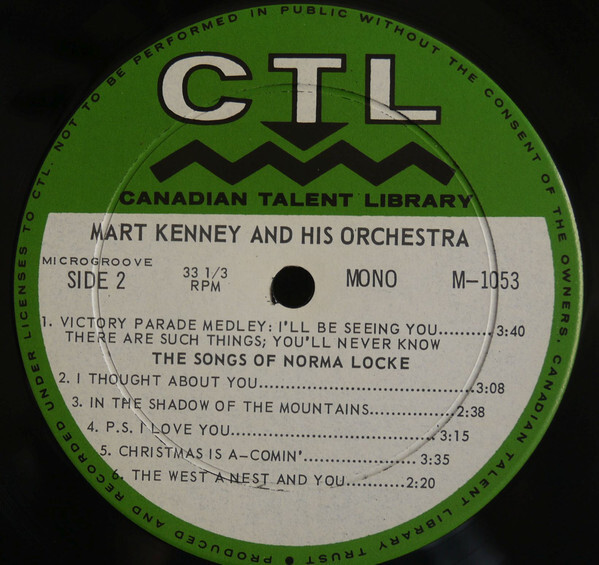 PRODUCED AND RECORDED UNDER LICENSES TO CTL. NOT TO BE PERFORMED IN PUBLIC WITHOUT THE CONSENT OF THE OWNERS, CANADIAN TALENT LIBRARY TRUST
CTL
CANADIAN TALENT LIBRARY
MART KENNEY AND HIS ORCHESTRA
MICROGROOVE
SIDE 2
33 1/3
RPM
MONO
M-1053
1. VICTORY PARADE MEDLEY: I'LL BE SEEING YOU.......... 3:40
THERE ARE SUCH THINGS; YOU'LL NEVER KNOW
THE SONGS OF NORMA LOCKE
2. I THOUGHT ABOUT YOU....................................3:08
3. IN THE SHADOW OF THE MOUNTAINS..............2:38
4. P.S. I LOVE YOU...................................3:15
5. CHRISTMAS IS A-COMIN'................... 3:35
6. THE WEST A NEST AND YOU..........2:20